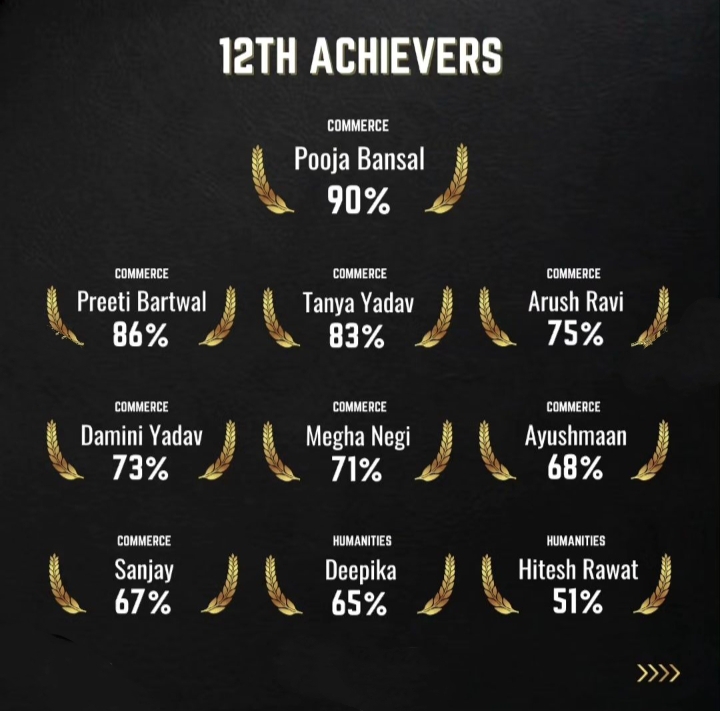 12TH ACHIEVERS
COMMERCE
Pooja Bansal
90%
COMMERCE
Preeti Bartwal
86%
COMMERCE
Tanya Yadav
83%
COMMERCE
Arush Ravi
75%
COMMERCE
Damini Yadav
73%
COMMERCE
Megha Negi
71%
COMMERCE
Ayushmaan
68%
COMMERCE
Sanjay
67%
HUMANITIES
Deepika
65%
HUMANITIES
Hitesh Rawat
51%